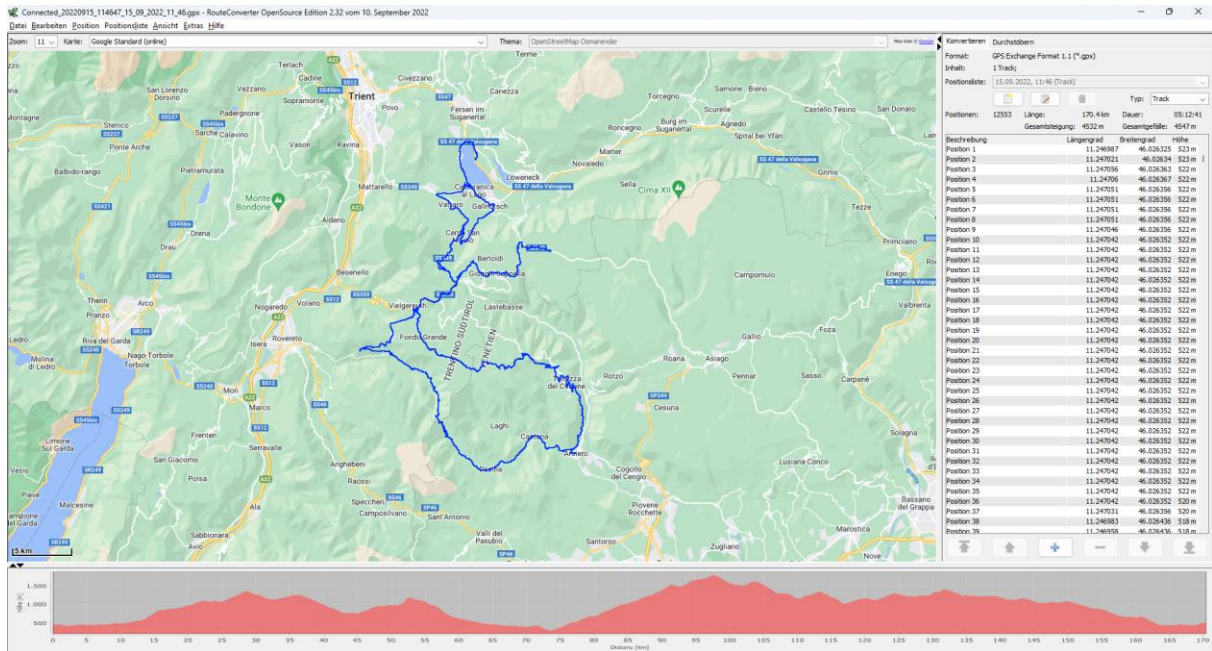 Connected_20220915_114647_15_09_2022_11_46.gpx - RouteConverter OpenSource Edition 2.32 vom 10. September 2022
Datei Bearbeiten Position Positionsliste Ansicht Extras Hilfe
Zoom: 11 Karte: Google Standard (online) Thema: OpenStreetMap Osmarender
Terme
Terlach
Cadine
Civezzano
San Lorenzo Dorsino
Vezzano
Sopramonte
Trient
Povo
Canezza
Fersen im Suganertal
Torcegno
Samone Bieno
Scurelle
Castello Tesino
San Donato
Stenico
Padergnone
Sarche Calavino
Ponte Arche
Vason
Ravina
Roncegno
Burg im Suganertal
Agnedo
Spital bei Yfän
Marter
Novaledo
SS 47 della Valsugana
Balbido-rango
Pietramurata
Mattarello
Loweneck
Sella
Cima XII
Grigno
Monte Bondone
Aldeno
Tezze
Drena
Drau
Bertoldi
Primolano
Enego
Besenello
Campomulo
Thenn
Arco
Pranzo
Nogaredo
Volano
Vielgereuth
Lastebasse
Valbrenta
Riva del Garda
Isera
Rovereto
Fondo Grande
TRENTINO-SÜDTIROL
VENETIEN
Foza
Gallio
Ledro
Molina di Ledro
Nago-Torbole
Torbole
Roana
Asiago
Rotzo
Pennar
Sasso
Carpanè
Mori
Marco
Cesuna
Laghi
Solagna
Limone Sul Garda
Frenten
Serravalle
San Giacomo
Angheben
Posina
Arsiero
Cogollo del Cengio
Lusiana Conco
Vesio
Polsa
Raossi
Pieve
Malcesine
Ala
Speccheri
Camposilvano
Sant'Antonio
Piovene Rocchette
Bassano del Grappa
Sabbionara
Avio
Valli del Pasubio
Santorso
Zugliano
Marostica
Nove
5 km
Konvertieren Durchstöbern
Format: GPS Exchange Format 1.1 (*.gpx)
Inhalt: 1 Track;
Positionsliste: 15.09.2022, 11:46 (Track)
Typ: Track
Positionen: 12553 Länge: 170.4 km Dauer: 05:12:41
Gesamtsteigung: 4532 m Gesamtgefälle: 4547 m
Beschreibung Längengrad Breitengrad Höhe
Position 1 11.246987 46.026325 523 m
Position 2 11.247021 46.02634 523 m
Position 3 11.247056 46.026363 522 m
Position 4 11.24706 46.026367 522 m
Position 5 11.247051 46.026356 522 m
Position 6 11.247051 46.026356 522 m
Position 7 11.247051 46.026356 522 m
Position 8 11.247051 46.026356 522 m
Position 9 11.247046 46.026356 522 m
Position 10 11.247042 46.026352 522 m
Position 11 11.247042 46.026352 522 m
Position 12 11.247042 46.026352 522 m
Position 13 11.247042 46.026352 522 m
Position 14 11.247042 46.026352 522 m
Position 15 11.247042 46.026352 522 m
Position 16 11.247042 46.026352 522 m
Position 17 11.247042 46.026352 522 m
Position 18 11.247042 46.026352 522 m
Position 19 11.247042 46.026352 522 m
Position 20 11.247042 46.026352 522 m
Position 21 11.247042 46.026352 522 m
Position 22 11.247042 46.026352 522 m
Position 23 11.247042 46.026352 522 m
Position 24 11.247042 46.026352 522 m
Position 25 11.247042 46.026352 522 m
Position 26 11.247042 46.026352 522 m
Position 27 11.247042 46.026352 522 m
Position 28 11.247042 46.026352 522 m
Position 29 11.247042 46.026352 522 m
Position 30 11.247042 46.026352 522 m
Position 31 11.247042 46.026352 522 m
Position 32 11.247042 46.026352 522 m
Position 33 11.247042 46.026352 522 m
Position 34 11.247042 46.026352 522 m
Position 35 11.247042 46.026352 522 m
Position 36 11.247042 46.026352 520 m
Position 37 11.247031 46.026356 520 m
Position 38 11.246983 46.026436 518 m
Position 39 11.246958 46.026436 518 m
Höhe [m]
1.500
1.000
500
0 5 10 15 20 25 30 35 40 45 50 55 60 65 70 75 80 85 90 95 100 105 110 115 120 125 130 135 140 145 150 155 160 165 170
Distanz [km]